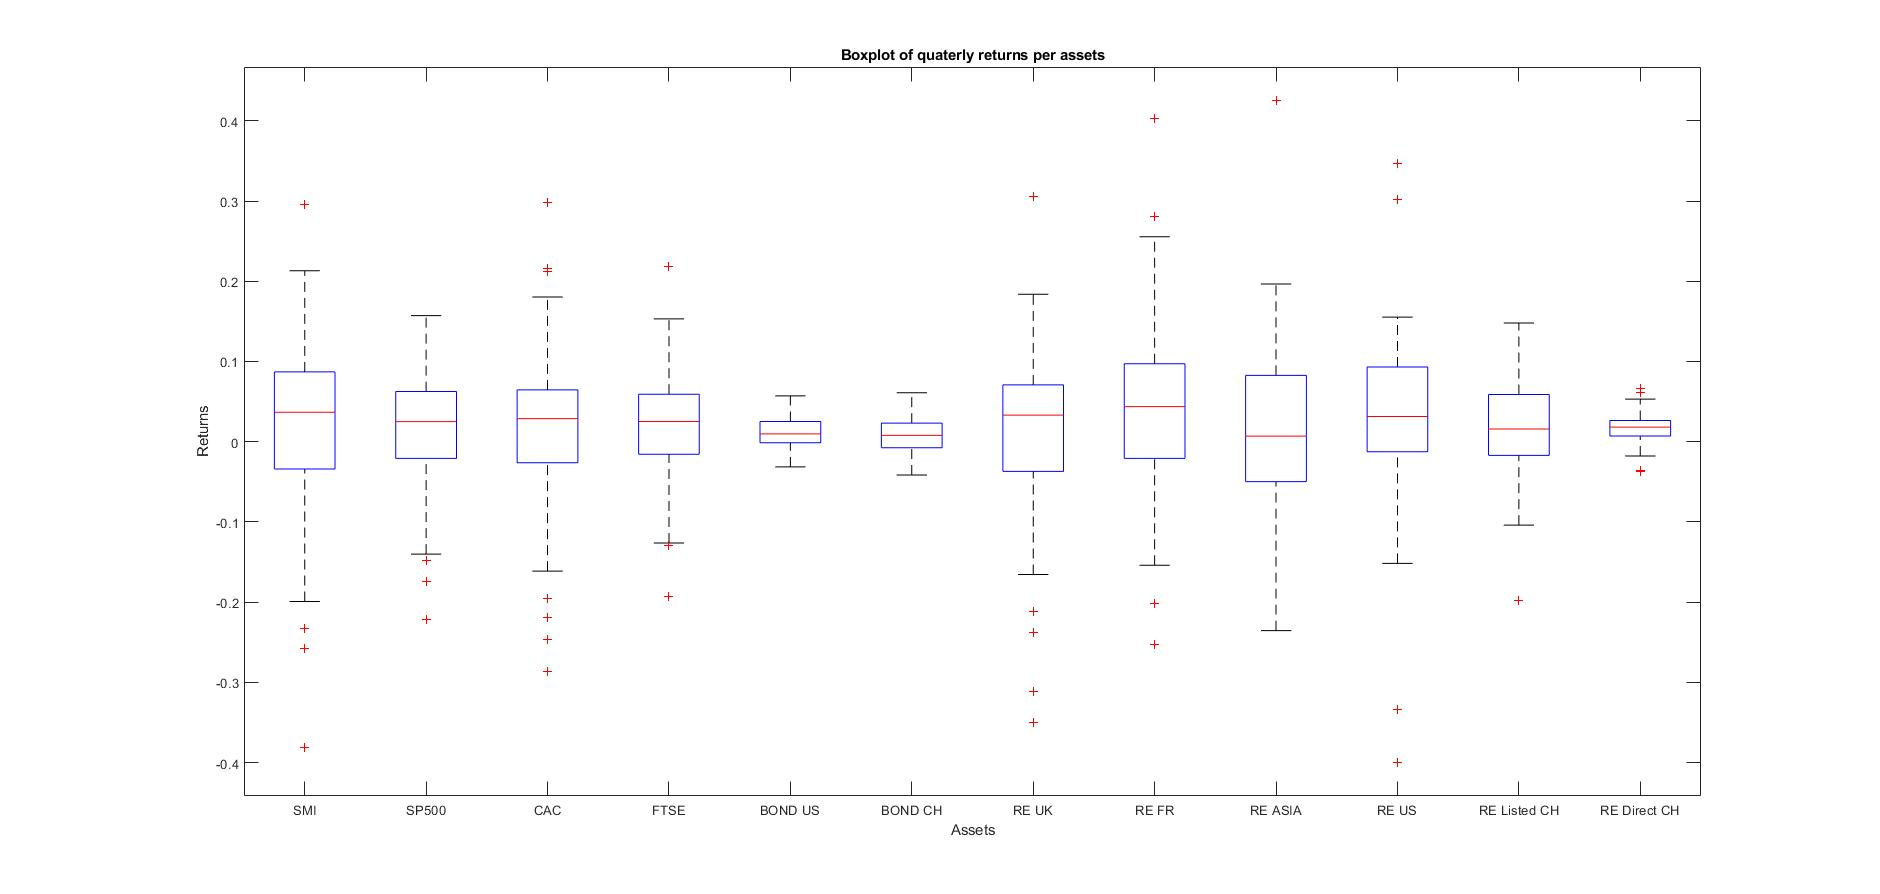 Boxplot of quaterly returns per assets
0.4
0.3
0.2
0.1
0
-0.1
-0.2
-0.3
-0.4
Returns
SMI SP500 CAC FTSE BOND US BOND CH RE UK RE FR RE ASIA RE US RE Listed CH RE Direct CH
Assets